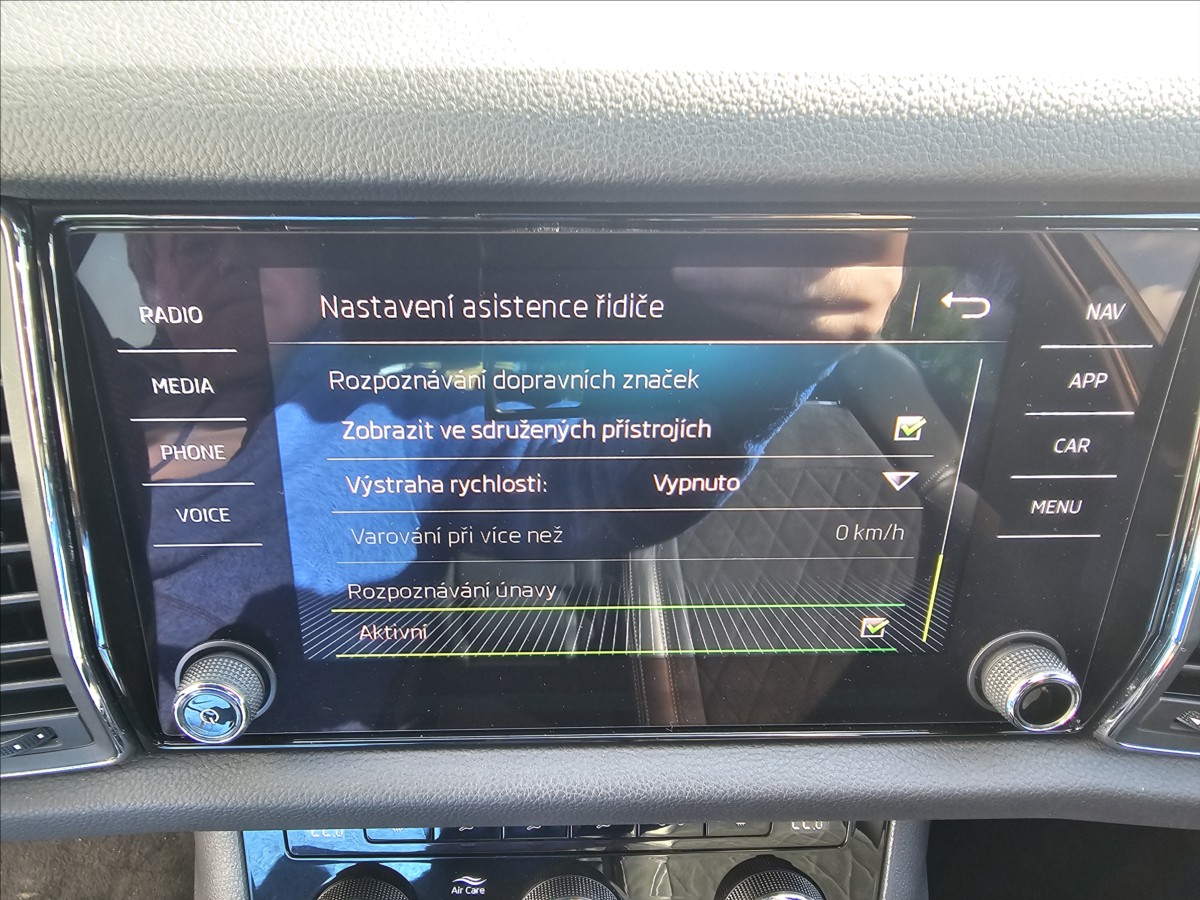 RADIO
MEDIA
PHONE
VOICE
Nastavení asistence řidiče
Rozpoznávání dopravních značek
Zobrazit ve sdružených přístrojích
Výstraha rychlosti: Vypnuto
Varování při více než 0 km/h
Rozpoznávání únavy
Aktivní
NAV
APP
CAR
MENU
Air Care